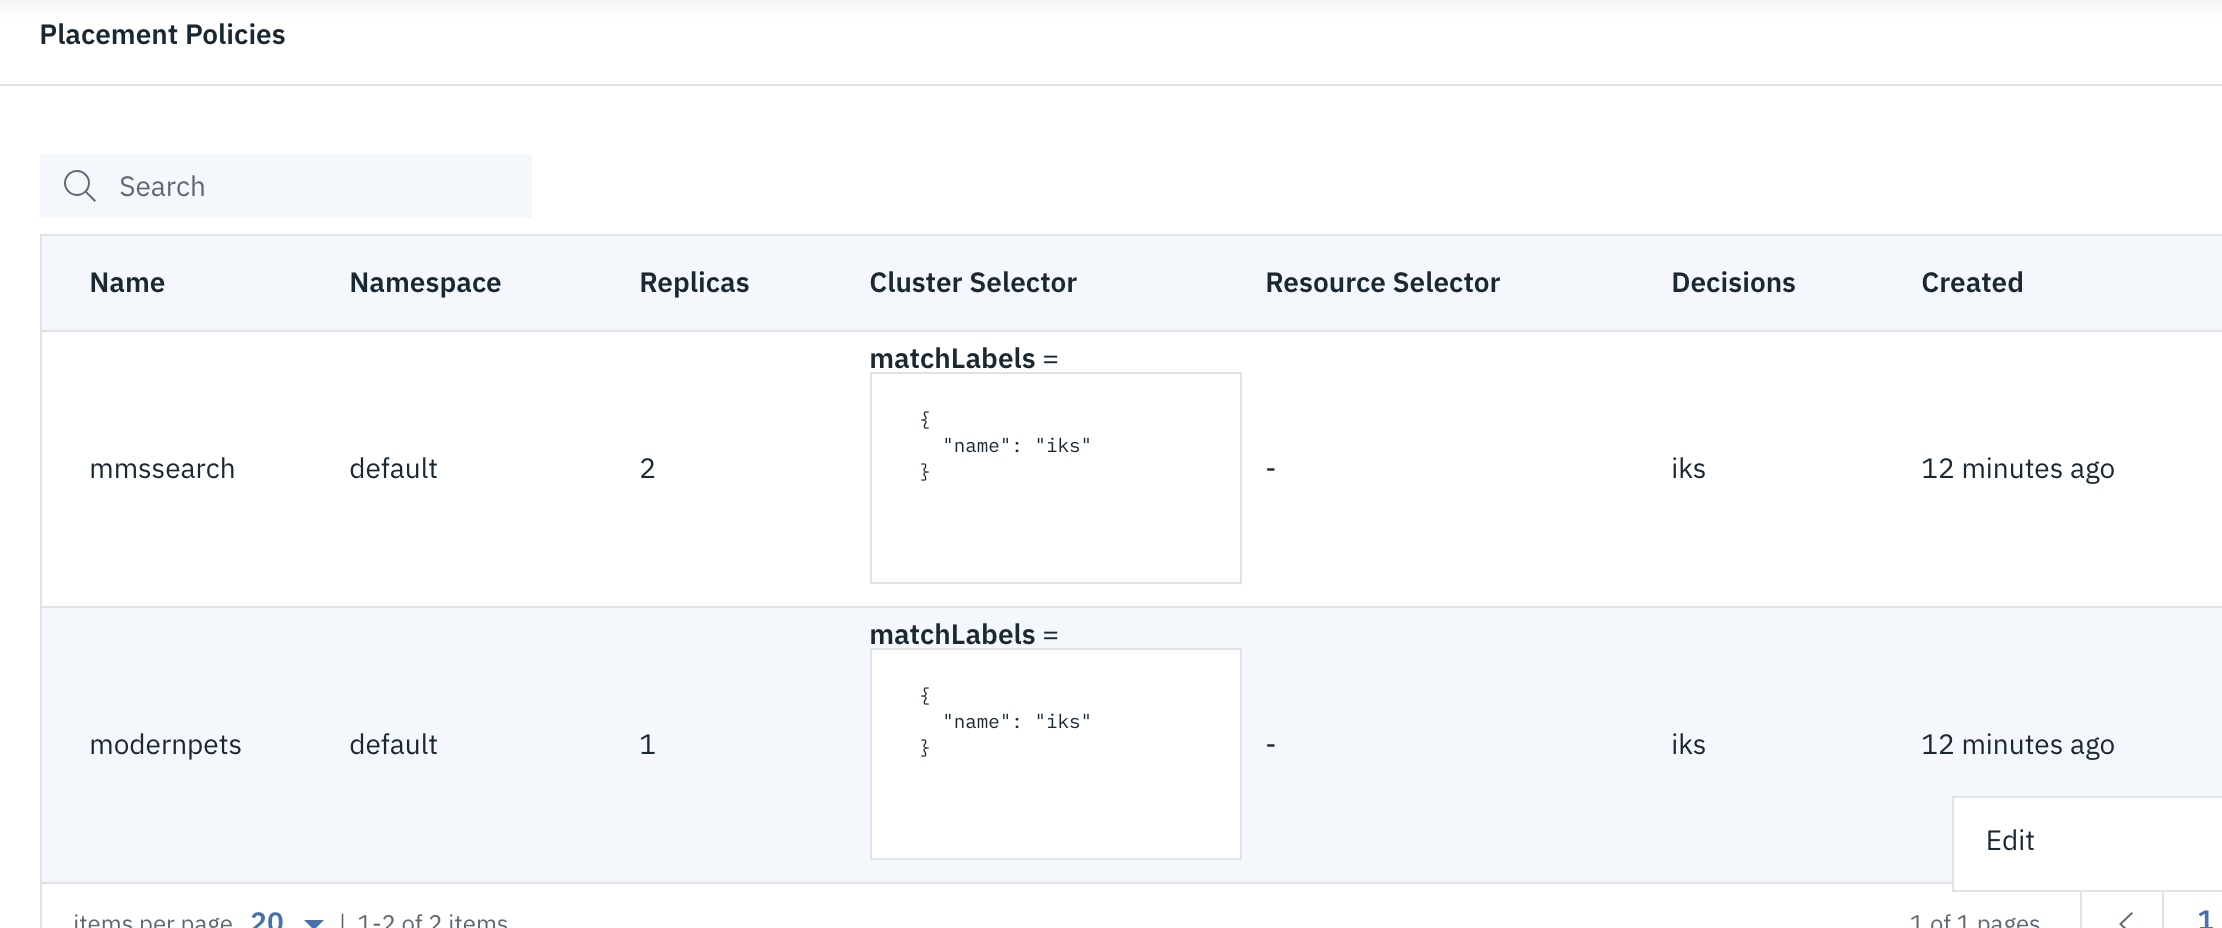 Placement Policies
Search
Name Namespace Replicas Cluster Selector Resource Selector Decisions Created
matchLabels =
{
"name": "iks"
}
mmssearch default 2 - iks 12 minutes ago
matchLabels =
{
"name": "iks"
}
modernpets default 1 - iks 12 minutes ago
Edit
items per page 20 | 1-2 of 2 items 1 of 1 pages 1